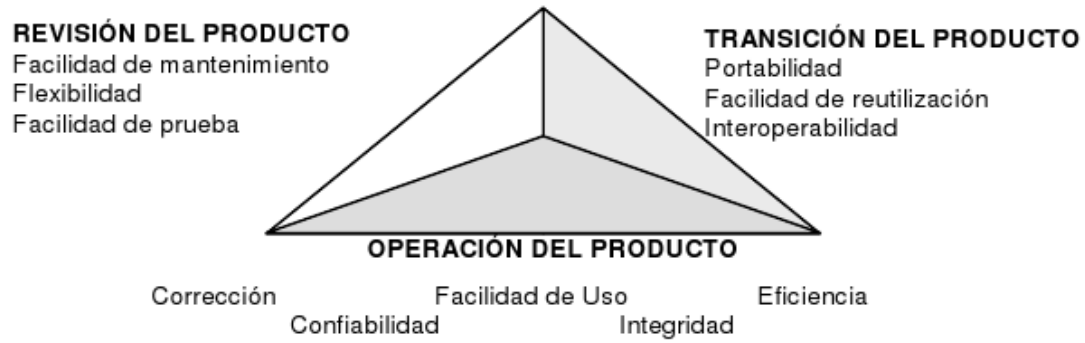 REVISIÓN DEL PRODUCTO
Facilidad de mantenimiento
Flexibilidad
Facilidad de prueba
TRANSICIÓN DEL PRODUCTO
Portabilidad
Facilidad de reutilización
Interoperabilidad
OPERACIÓN DEL PRODUCTO
Corrección Facilidad de Uso Eficiencia
Confiabilidad Integridad